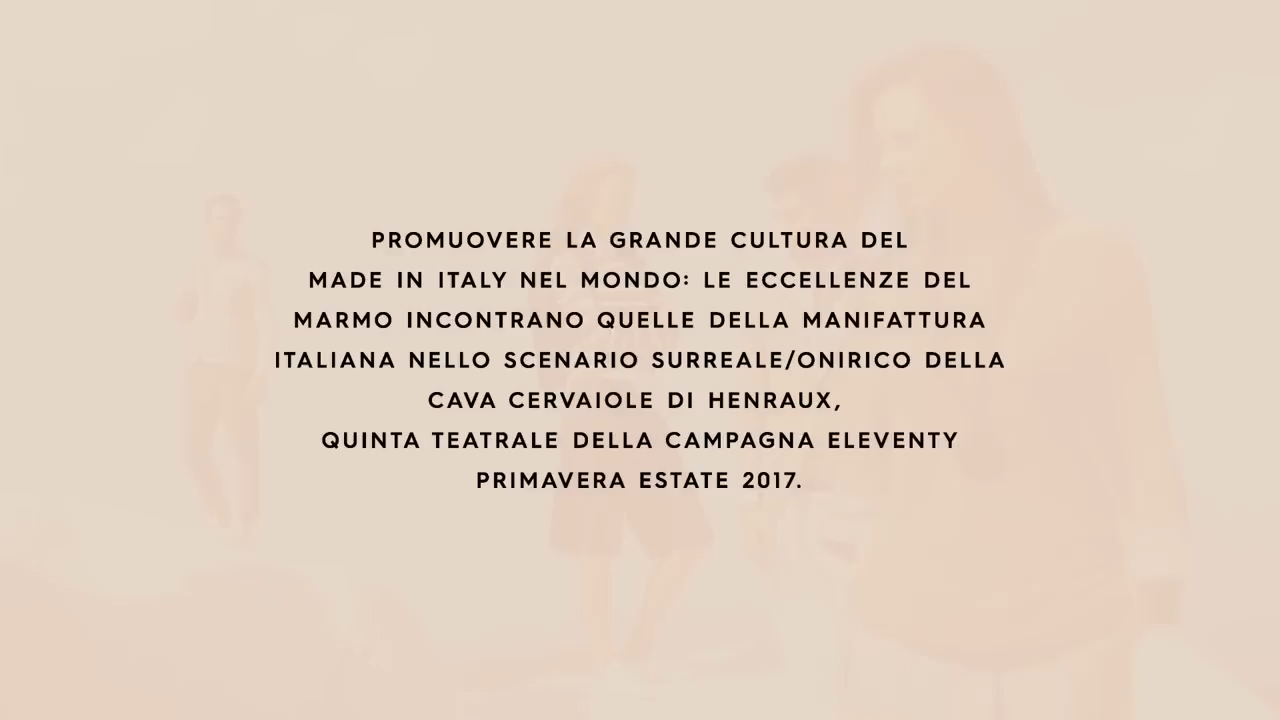 PROMUOVERE LA GRANDE CULTURA DEL
MADE IN ITALY NEL MONDO: LE ECCELLENZE DEL
MARMO INCONTRANO QUELLE DELLA MANIFATTURA
ITALIANA NELLO SCENARIO SURREALE/ONIRICO DELLA
CAVA CERVAIOLE DI HENRAUX,
QUINTA TEATRALE DELLA CAMPAGNA ELEVENTY
PRIMAVERA ESTATE 2017.